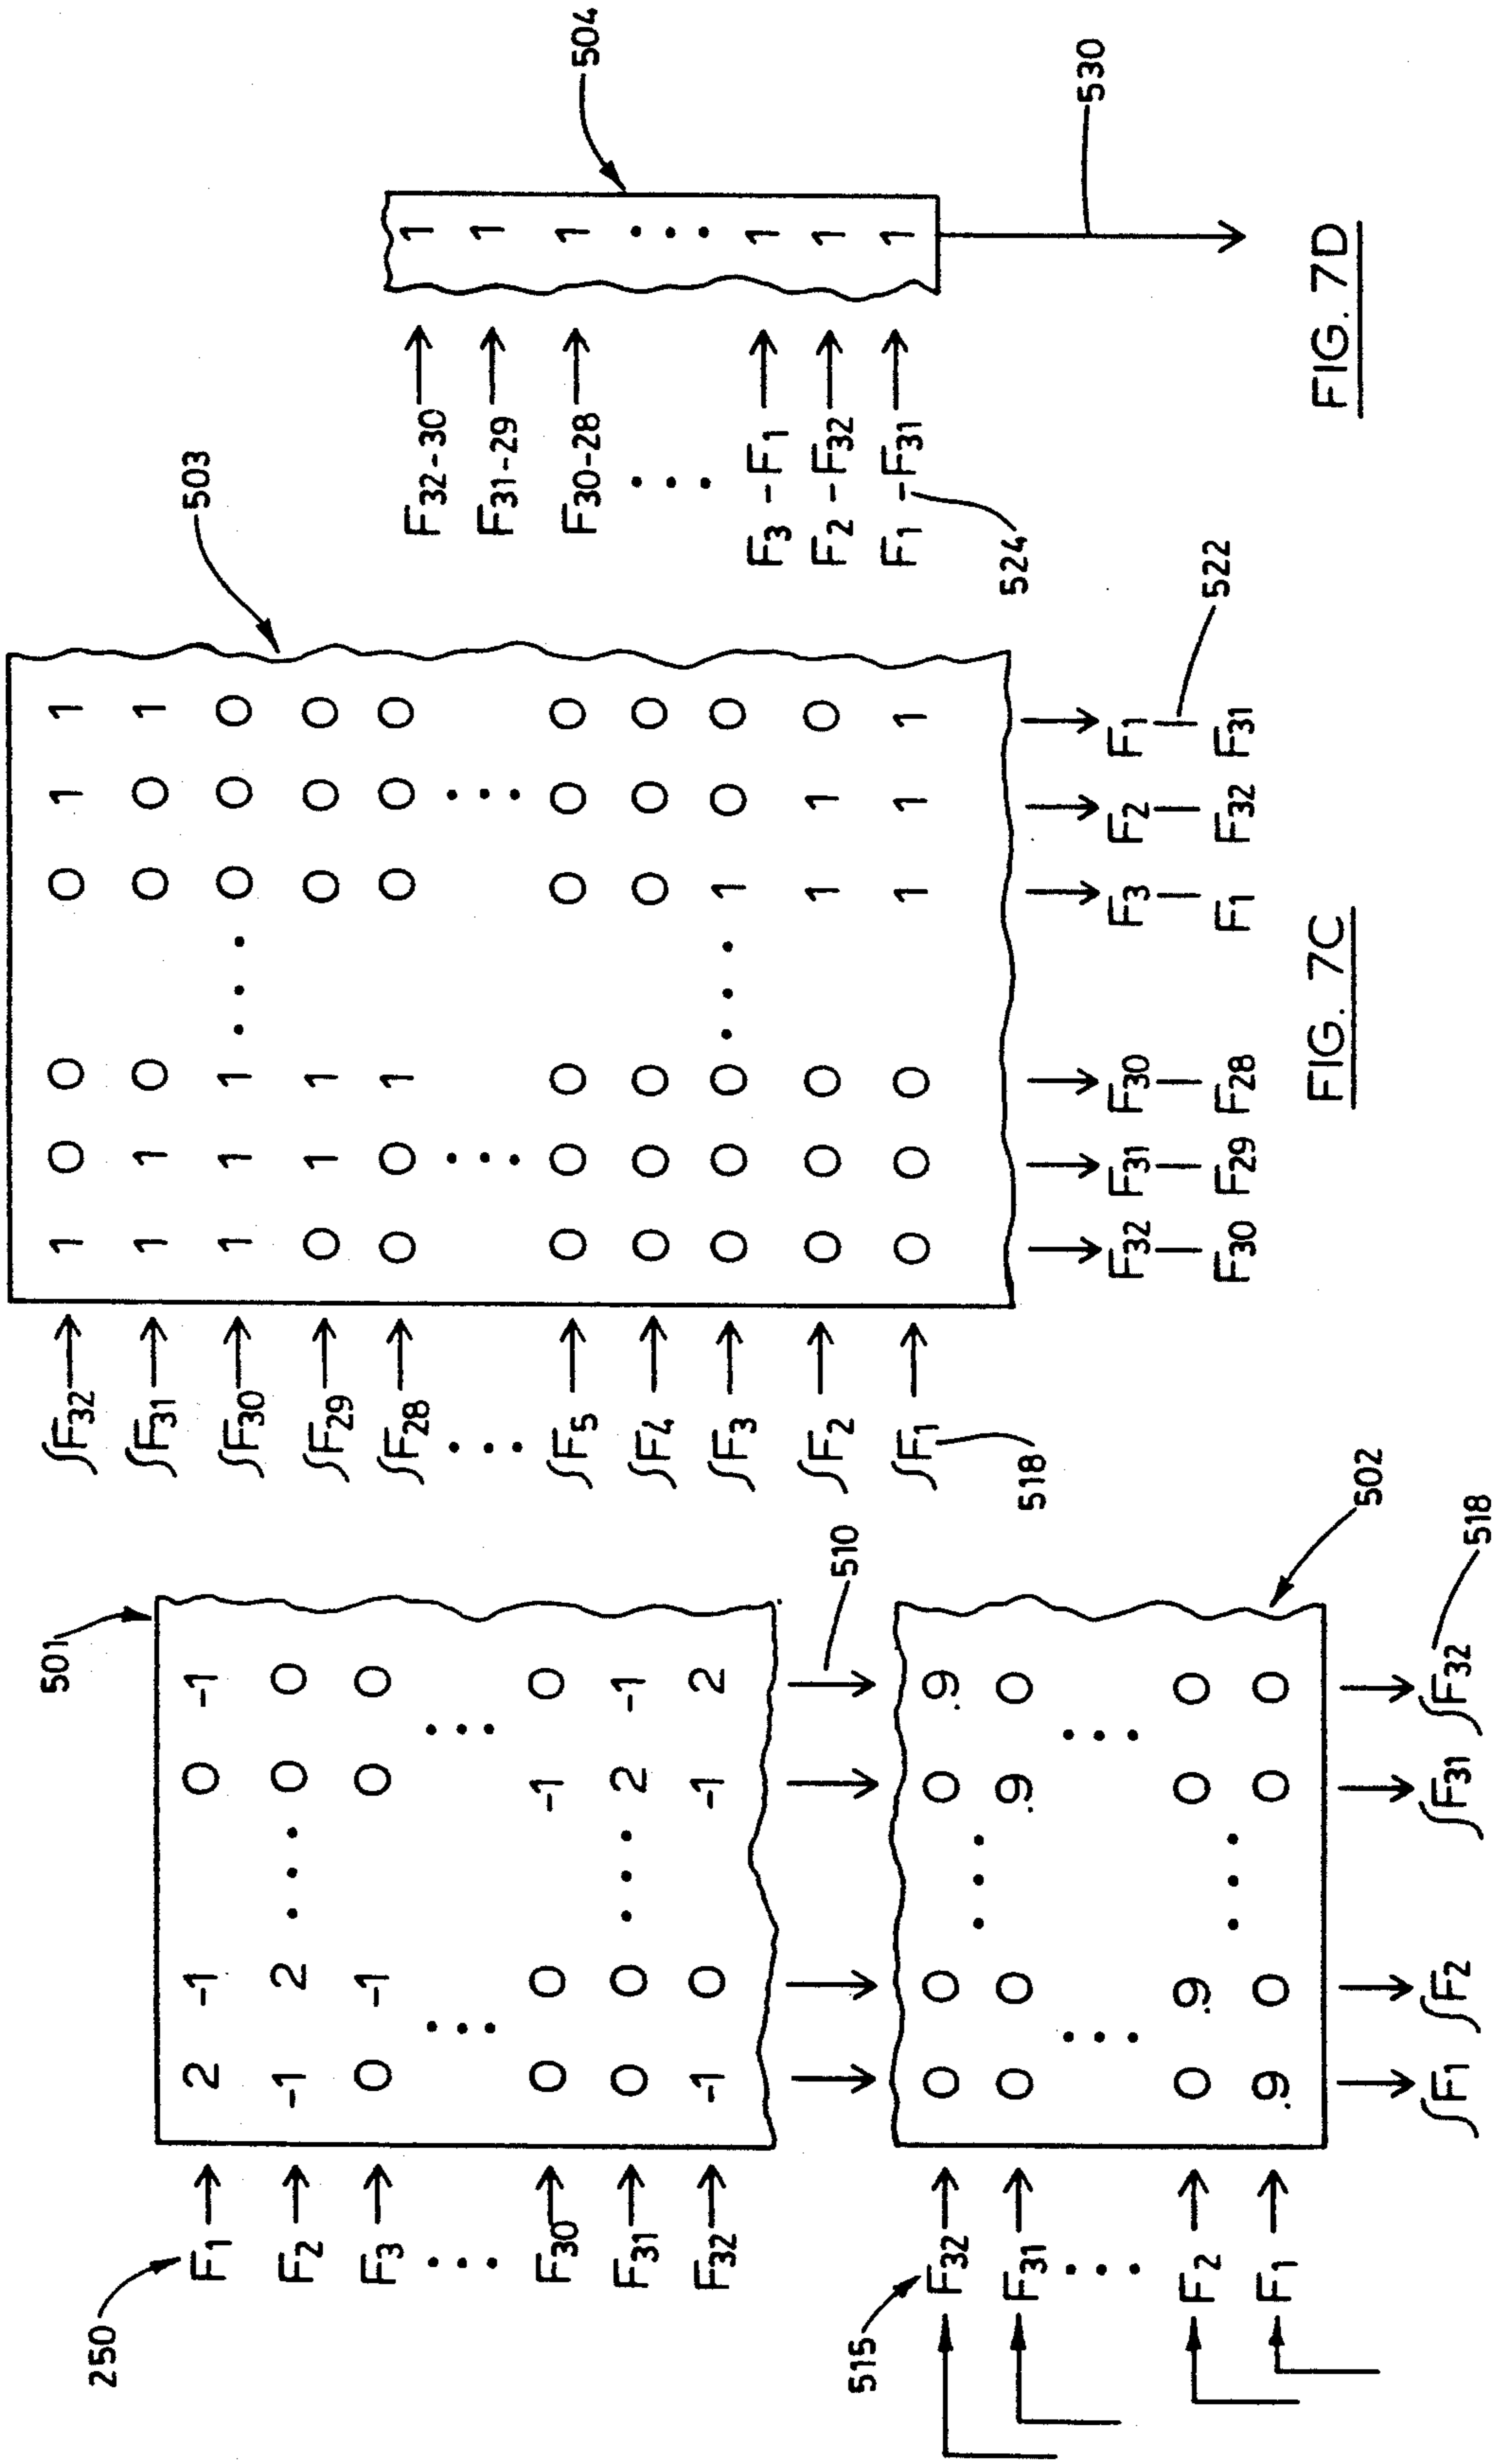 501
250
F1 → 2 -1 0 -1
F2 → -1 2 ... 0 0
F3 → 0 -1 0 0
F30 → 0 0 -1 0
F31 → 0 0 ... 2 -1
F32 → -1 0 -1 2
510
515
F32 → 0 0 0 .9
F31 → 0 0 ... .9 0
F2 → 0 .9 ... 0 0
F1 → .9 0 0 0
502
∫F1 ∫F2 ∫F31 ∫F32
518
503
∫F32 → 1 0 0 0 1 1
∫F31 → 1 1 0 0 0 1
∫F30 → 1 1 1 ... 0 0 0
∫F29 → 0 1 1 0 0 0
∫F28 → 0 0 1 0 0 0
∫F5 → 0 0 0 0 0 0
∫F4 → 0 0 0 0 0 0
∫F3 → 0 0 0 ... 1 0 0
∫F2 → 0 0 0 1 1 0
∫F1 → 0 0 0 1 1 1
518
F32 F31 F30 F3 F2 F1
522
F30 F29 F28 F1 F32 F31
FIG. 7C
504
F32-30 → 1
F31-29 → 1
F30-28 → 1
F3 -F1 → 1
F2 -F32 → 1
F1 -F31 → 1
524
530
FIG. 7D